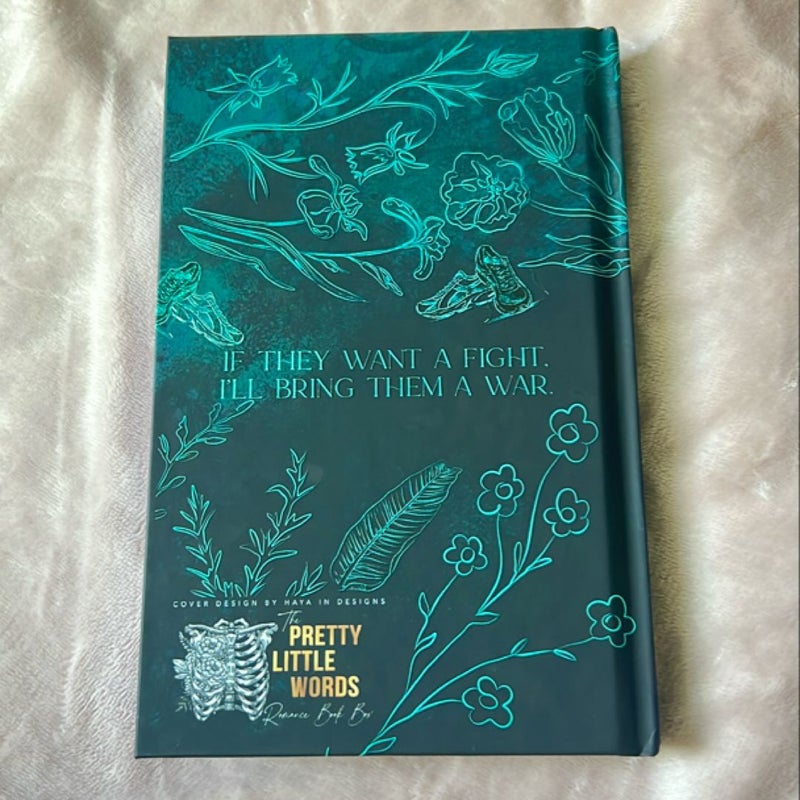 IF THEY WANT A FIGHT.
I'LL BRING THEM A WAR.
COVER DESIGN BY HAYA IN DESIGNS
The
PRETTY
LITTLE
WORDS
Romance Book Box